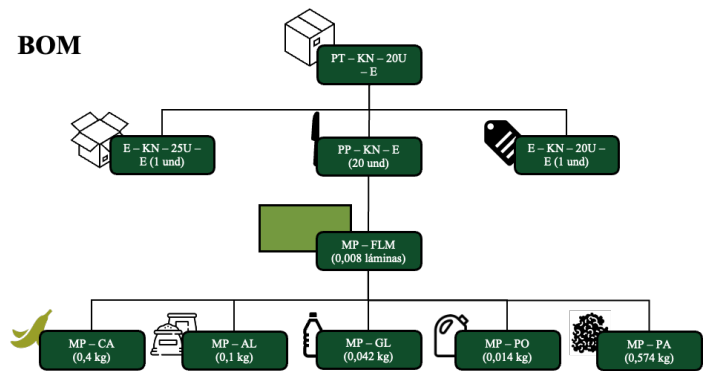 BOM
PT – KN – 20U
– E
E – KN – 25U –
E (1 und)
PP – KN – E
(20 und)
E – KN – 20U –
E (1 und)
MP – FLM
(0,008 láminas)
MP – CA
(0,4 kg)
MP – AL
(0,1 kg)
MP – GL
(0,042 kg)
MP – PO
(0,014 kg)
MP – PA
(0,574 kg)